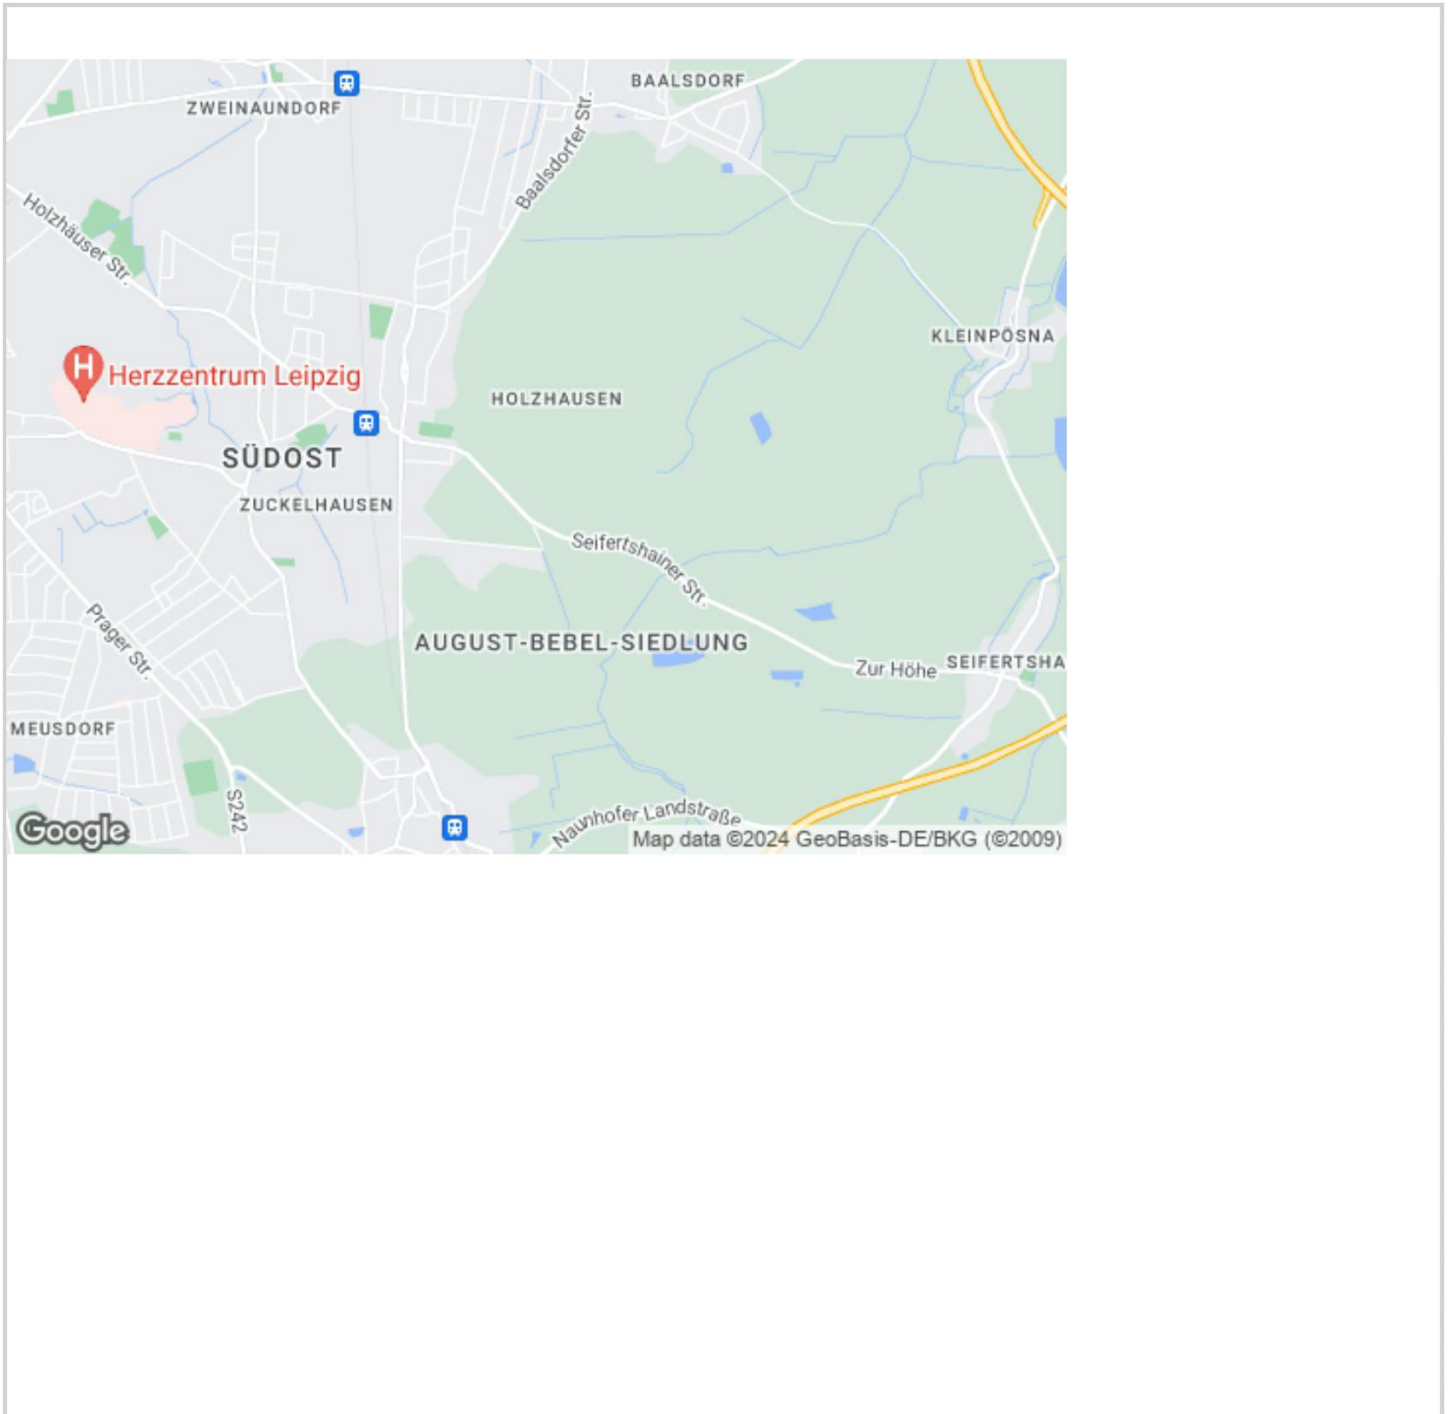 BAALSDORF
ZWEINAUNDORF
Baalsdorfer Str.
Holzhäuser Str.
KLEINPÖSNA
H
Herzzentrum Leipzig
HOLZHAUSEN
SÜDOST
ZUCKELHAUSEN
Seifertshainer Str.
Prager Str.
AUGUST-BEBEL-SIEDLUNG
Zur Höhe
SEIFERTSHA
MEUSDORF
S242
Naunhofer Landstraße
Google
Map data ©2024 GeoBasis-DE/BKG (©2009)